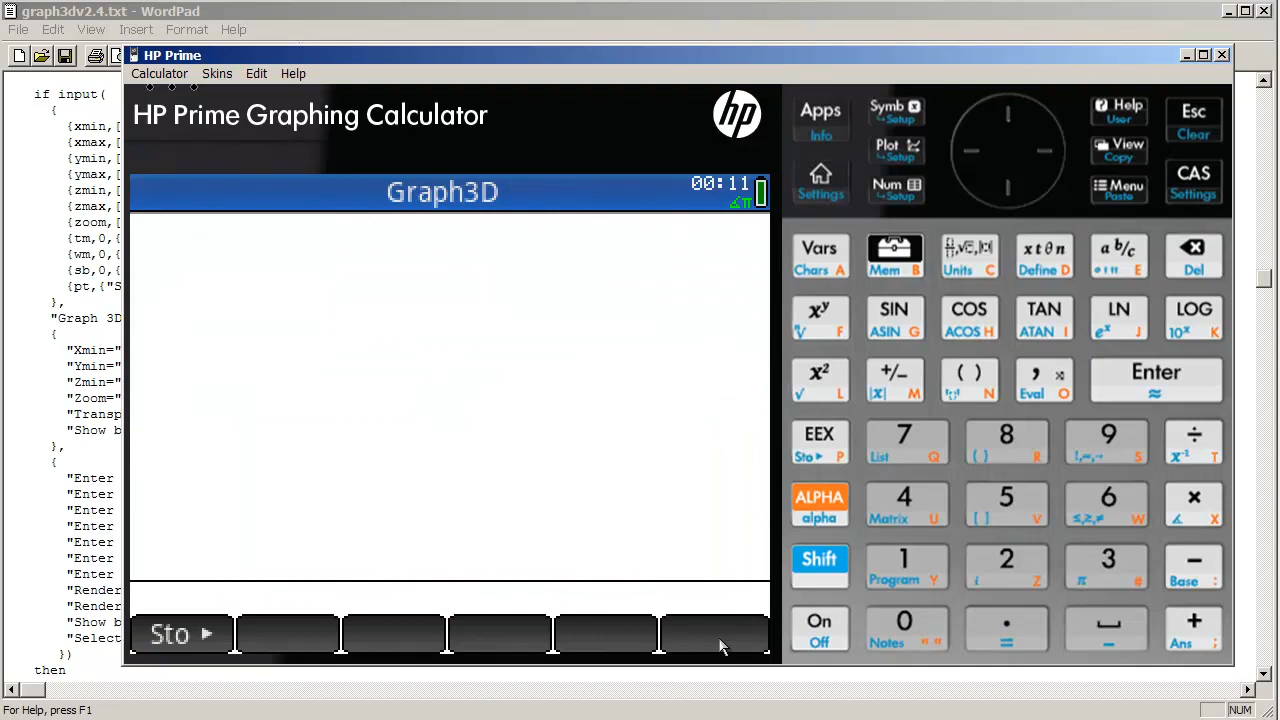 graph3dv2.4.txt - WordPad
File Edit View Insert Format Help
HP Prime
Calculator Skins Edit Help
if input(
{
{xmin,[
{xmax,[
{ymin,[
{ymax,[
{zmin,[
{zmax,[
{zoom,[
{tm,0,{
{wm,0,{
{sb,0,{
{pt,{"S
},
"Graph 3D
{
"Xmin="
"Ymin="
"Zmin="
"Zoom="
"Transp
"Show b
},
{
"Enter
"Enter
"Enter
"Enter
"Enter
"Enter
"Enter
"Render
"Render
"Show b
"Select
})
then
HP Prime Graphing Calculator
hp
Graph3D
00:11
∡π
Sto ►
Apps
Info
Symb
Setup
Plot
Setup
Num
Setup
Settings
? Help
User
View
Copy
Menu
Paste
Esc
Clear
CAS
Settings
Vars
Chars A
Mem B
Units C
x t θ n
Define D
a b/c
E
Del
xʸ
F
SIN
ASIN G
COS
ACOS H
TAN
ATAN I
LN
eˣ J
LOG
10ˣ K
x²
√ L
+/-
|x| M
( )
N
,
Eval O
Enter
≈
EEX
Sto ► P
7
List Q
8
{ } R
9
S
÷
x⁻¹ T
ALPHA
alpha
4
Matrix U
5
[ ] V
6
≤,≥,≠ W
×
∡ X
Shift
1
Program Y
2
i Z
3
π #
−
Base :
On
Off
0
Notes " "
.
=
_
+
Ans ;
For Help, press F1
NUM